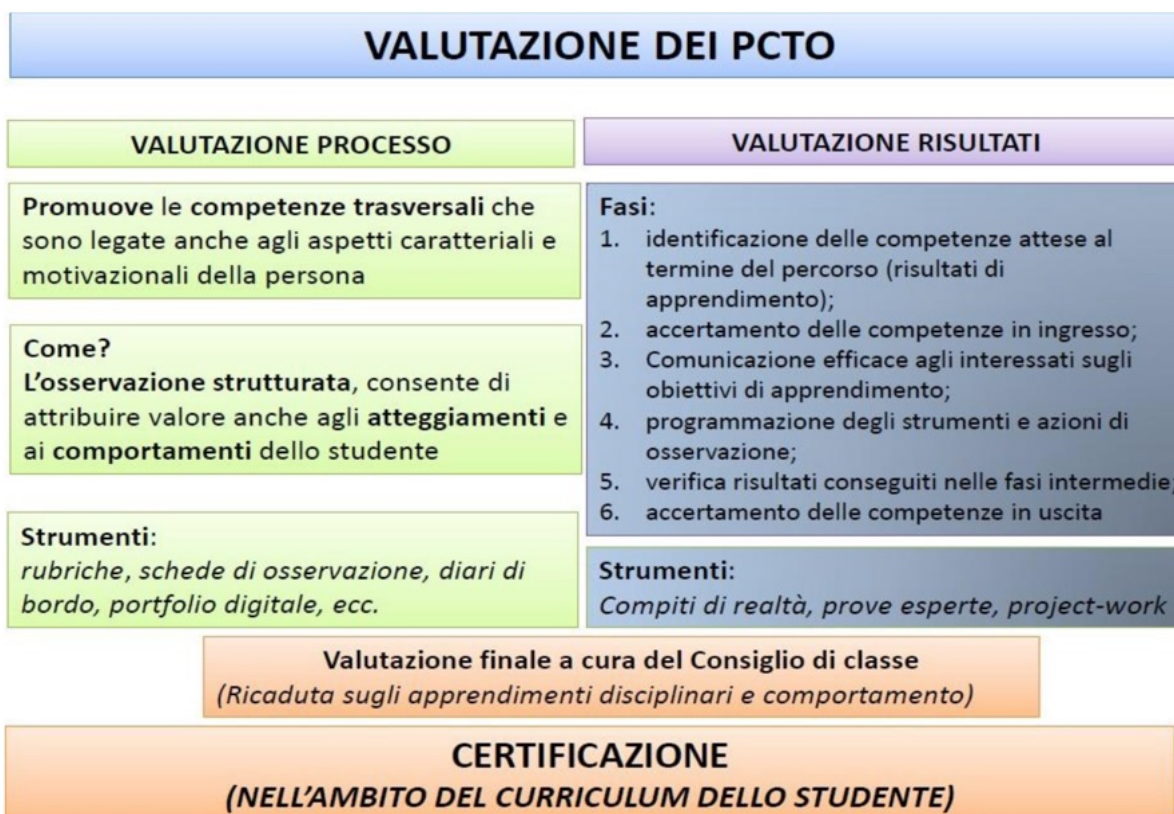 VALUTAZIONE DEI PCTO
VALUTAZIONE PROCESSO
Promuove le competenze trasversali che
sono legate anche agli aspetti caratteriali e
motivazionali della persona
Come?
L'osservazione strutturata, consente di
attribuire valore anche agli atteggiamenti e
ai comportamenti dello studente
Strumenti:
rubriche, schede di osservazione, diari di
bordo, portfolio digitale, ecc.
VALUTAZIONE RISULTATI
Fasi:
1. identificazione delle competenze attese al
termine del percorso (risultati di
apprendimento);
2. accertamento delle competenze in ingresso;
3. Comunicazione efficace agli interessati sugli
obiettivi di apprendimento;
4. programmazione degli strumenti e azioni di
osservazione;
5. verifica risultati conseguiti nelle fasi intermedie;
6. accertamento delle competenze in uscita
Strumenti:
Compiti di realtà, prove esperte, project-work
Valutazione finale a cura del Consiglio di classe
(Ricaduta sugli apprendimenti disciplinari e comportamento)
CERTIFICAZIONE
(NELL'AMBITO DEL CURRICULUM DELLO STUDENTE)